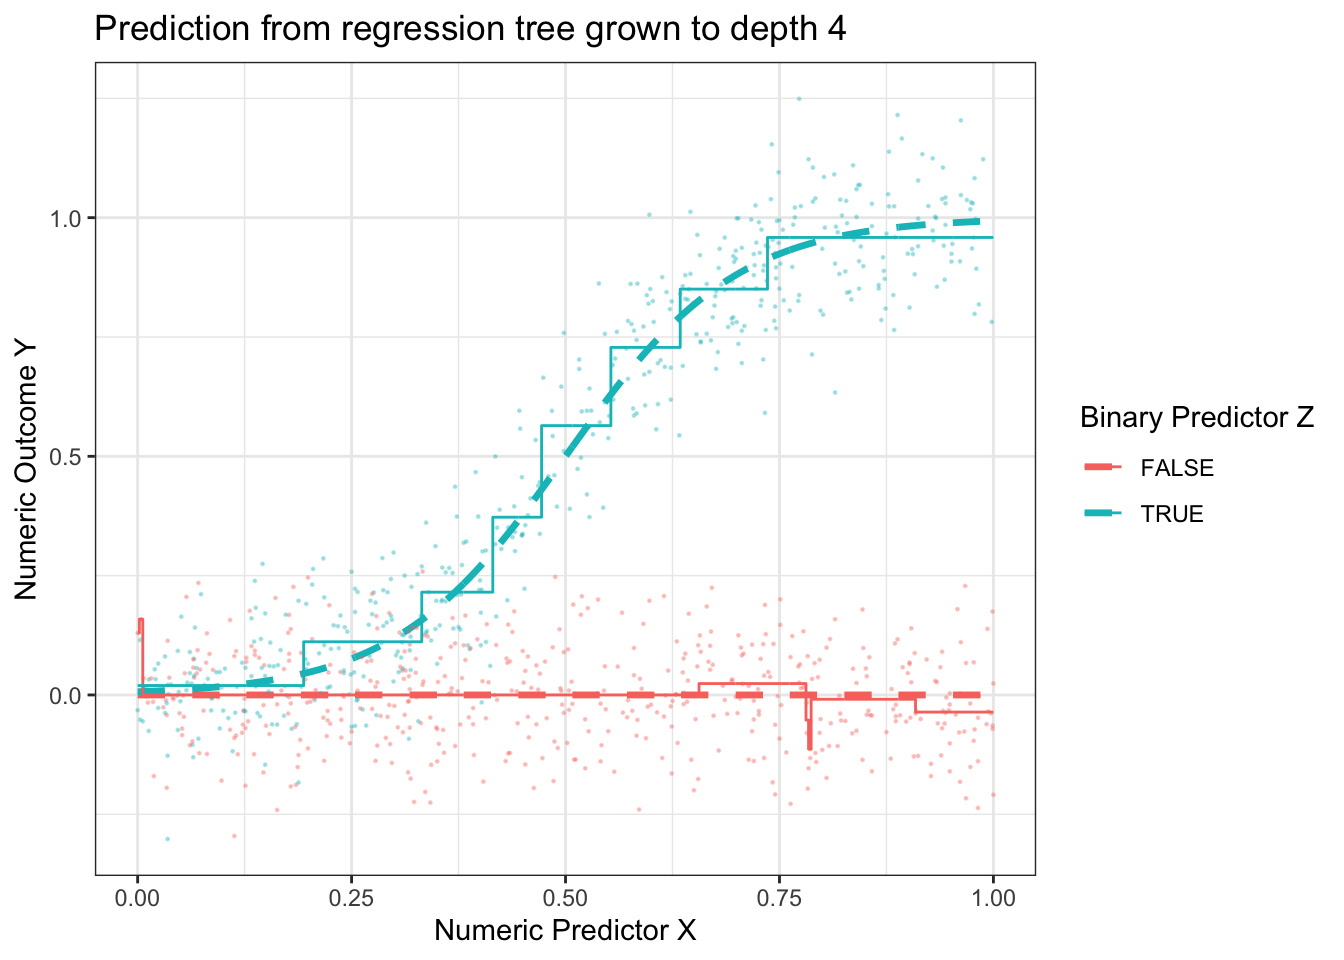 Prediction from regression tree grown to depth 4
Numeric Outcome Y
1.0
0.5
0.0
0.00
0.25
0.50
0.75
1.00
Numeric Predictor X
Binary Predictor Z
FALSE
TRUE